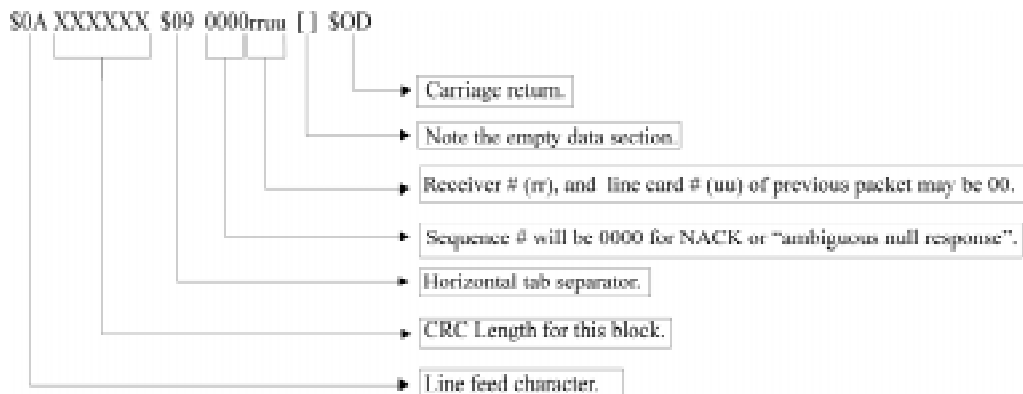 $0A XXXXXX $09 0000rruu [ ] $0D
Carriage return.
Note the empty data section.
Receiver # (rr), and line card # (uu) of previous packet may be 00.
Sequence # will be 0000 for NACK or “ambiguous null response”.
Horizontal tab separator.
CRC Length for this block.
Line feed character.